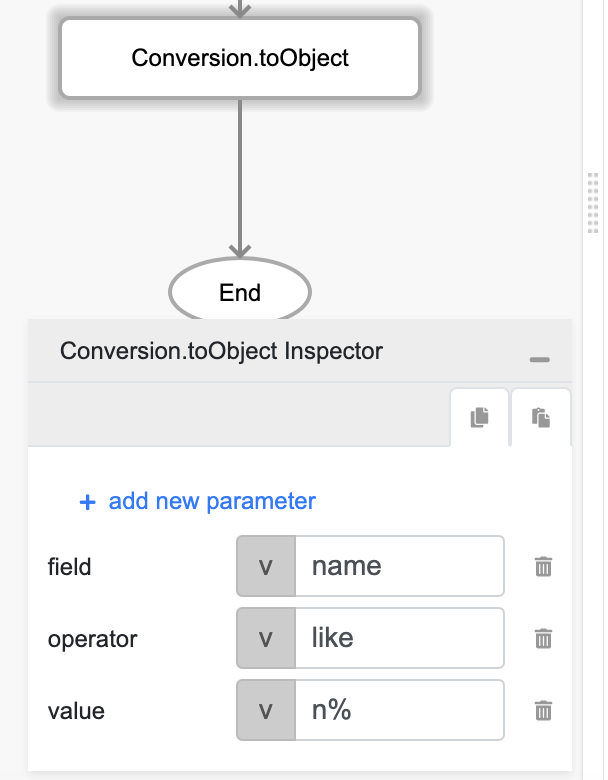 Conversion.toObject
End
Conversion.toObject Inspector
+ add new parameter
field v name
operator v like
value v n%